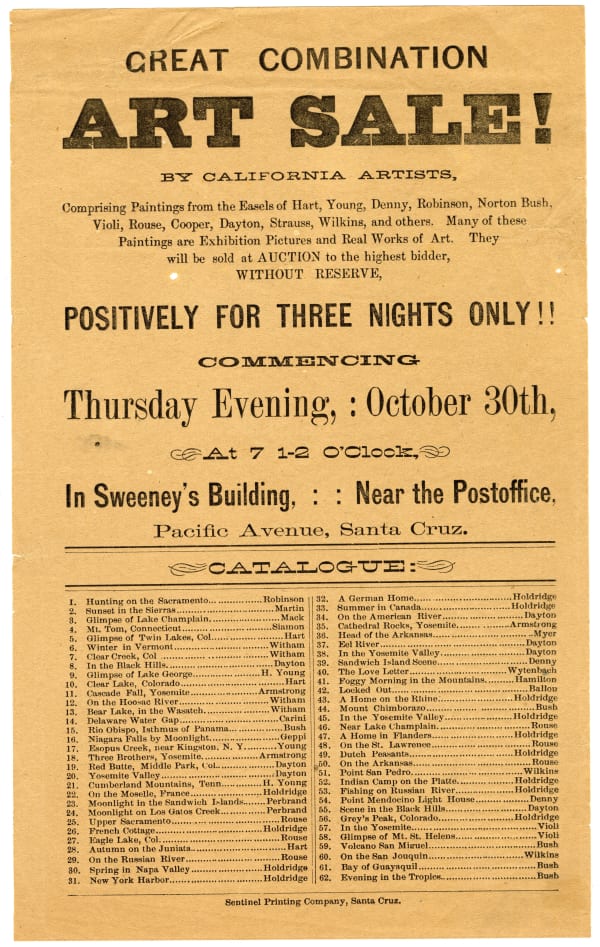 GREAT COMBINATION
ART SALE!
BY CALIFORNIA ARTISTS,
Comprising Paintings from the Easels of Hart, Young, Denny, Robinson, Norton Bush,
Violi, Rouse, Cooper, Dayton, Strauss, Wilkins, and others. Many of these
Paintings are Exhibition Pictures and Real Works of Art. They
will be sold at AUCTION to the highest bidder,
WITHOUT RESERVE,
POSITIVELY FOR THREE NIGHTS ONLY!!
COMMENCING
Thursday Evening, : October 30th,
At 7 1-2 O'Clock,
In Sweeney's Building, : : Near the Postoffice,
Pacific Avenue, Santa Cruz.
CATALOGUE:
1. Hunting on the Sacramento Robinson
2. Sunset in the Sierras Martin
3. Glimpse of Lake Champlain Mack
4. Mt. Tom, Connecticut Siamon
5. Glimpse of Twin Lakes, Col Hart
6. Winter in Vermont Witham
7. Clear Creek, Col Witham
8. In the Black Hills Dayton
9. Glimpse of Lake George H. Young
10. Clear Lake, Colorado Hart
11. Cascade Fall, Yosemite Armstrong
12. On the Hoosac River Witham
13. Bear Lake, in the Wasatch Witham
14. Delaware Water Gap Carini
15. Rio Obispo, Isthmus of Panama Bush
16. Niagara Falls by Moonlight Geppi
17. Esopus Creek, near Kingston, N. Y Young
18. Three Brothers, Yosemite Armstrong
19. Red Butte, Middle Park, Col Dayton
20. Yosemite Valley Dayton
21. Cumberland Mountains, Tenn H. Young
22. On the Moselle, France Holdridge
23. Moonlight in the Sandwich Islands Perbrand
24. Moonlight on Los Gatos Creek Perbrand
25. Upper Sacramento Rouse
26. French Cottage Holdridge
27. Eagle Lake, Col Rouse
28. Autumn on the Juniata Hart
29. On the Russian River Rouse
30. Spring in Napa Valley Holdridge
31. New York Harbor Holdridge
32. A German Home Holdridge
33. Summer in Canada Holdridge
34. On the American River Dayton
35. Cathedral Rocks, Yosemite Armstrong
36. Head of the Arkansas Myer
37. Eel River Dayton
38. In the Yosemite Valley Dayton
39. Sandwich Island Scene Denny
40. The Love Letter Wytenbach
41. Foggy Morning in the Mountains Hamilton
42. Locked Out Ballou
43. A Home on the Rhine Holdridge
44. Mount Chimborazo Bush
45. In the Yosemite Valley Holdridge
46. Near Lake Champlain Rouse
47. A Home in Flanders Holdridge
48. On the St. Lawrence Rouse
49. Dutch Peasants Holdridge
50. On the Arkansas Rouse
51. Point San Pedro Wilkins
52. Indian Camp on the Platte Holdridge
53. Fishing on Russian River Holdridge
54. Point Mendocino Light House Denny
55. Scene in the Black Hills Dayton
56. Grey's Peak, Colorado Holdridge
57. In the Yosemite Violi
58. Glimpse of Mt. St. Helens Violi
59. Volcano San Miguel Bush
60. On the San Jouquin Wilkins
61. Bay of Guayaquil Bush
62. Evening in the Tropics Bush
Sentinel Printing Company, Santa Cruz.